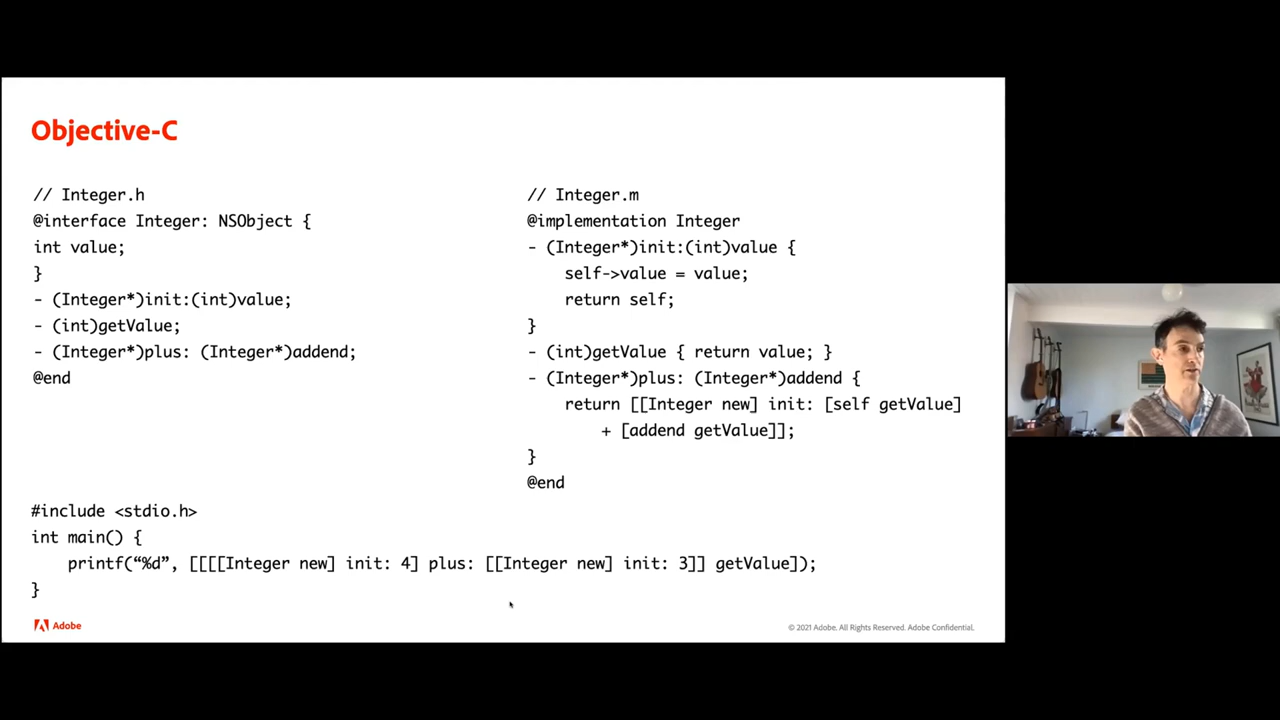 Objective-C
// Integer.h
@interface Integer: NSObject {
int value;
}
- (Integer*)init:(int)value;
- (int)getValue;
- (Integer*)plus: (Integer*)addend;
@end
// Integer.m
@implementation Integer
- (Integer*)init:(int)value {
    self->value = value;
    return self;
}
- (int)getValue { return value; }
- (Integer*)plus: (Integer*)addend {
    return [[Integer new] init: [self getValue]
        + [addend getValue]];
}
@end
#include <stdio.h>
int main() {
    printf(“%d”, [[[[Integer new] init: 4] plus: [[Integer new] init: 3]] getValue]);
}
Adobe
© 2021 Adobe. All Rights Reserved. Adobe Confidential.